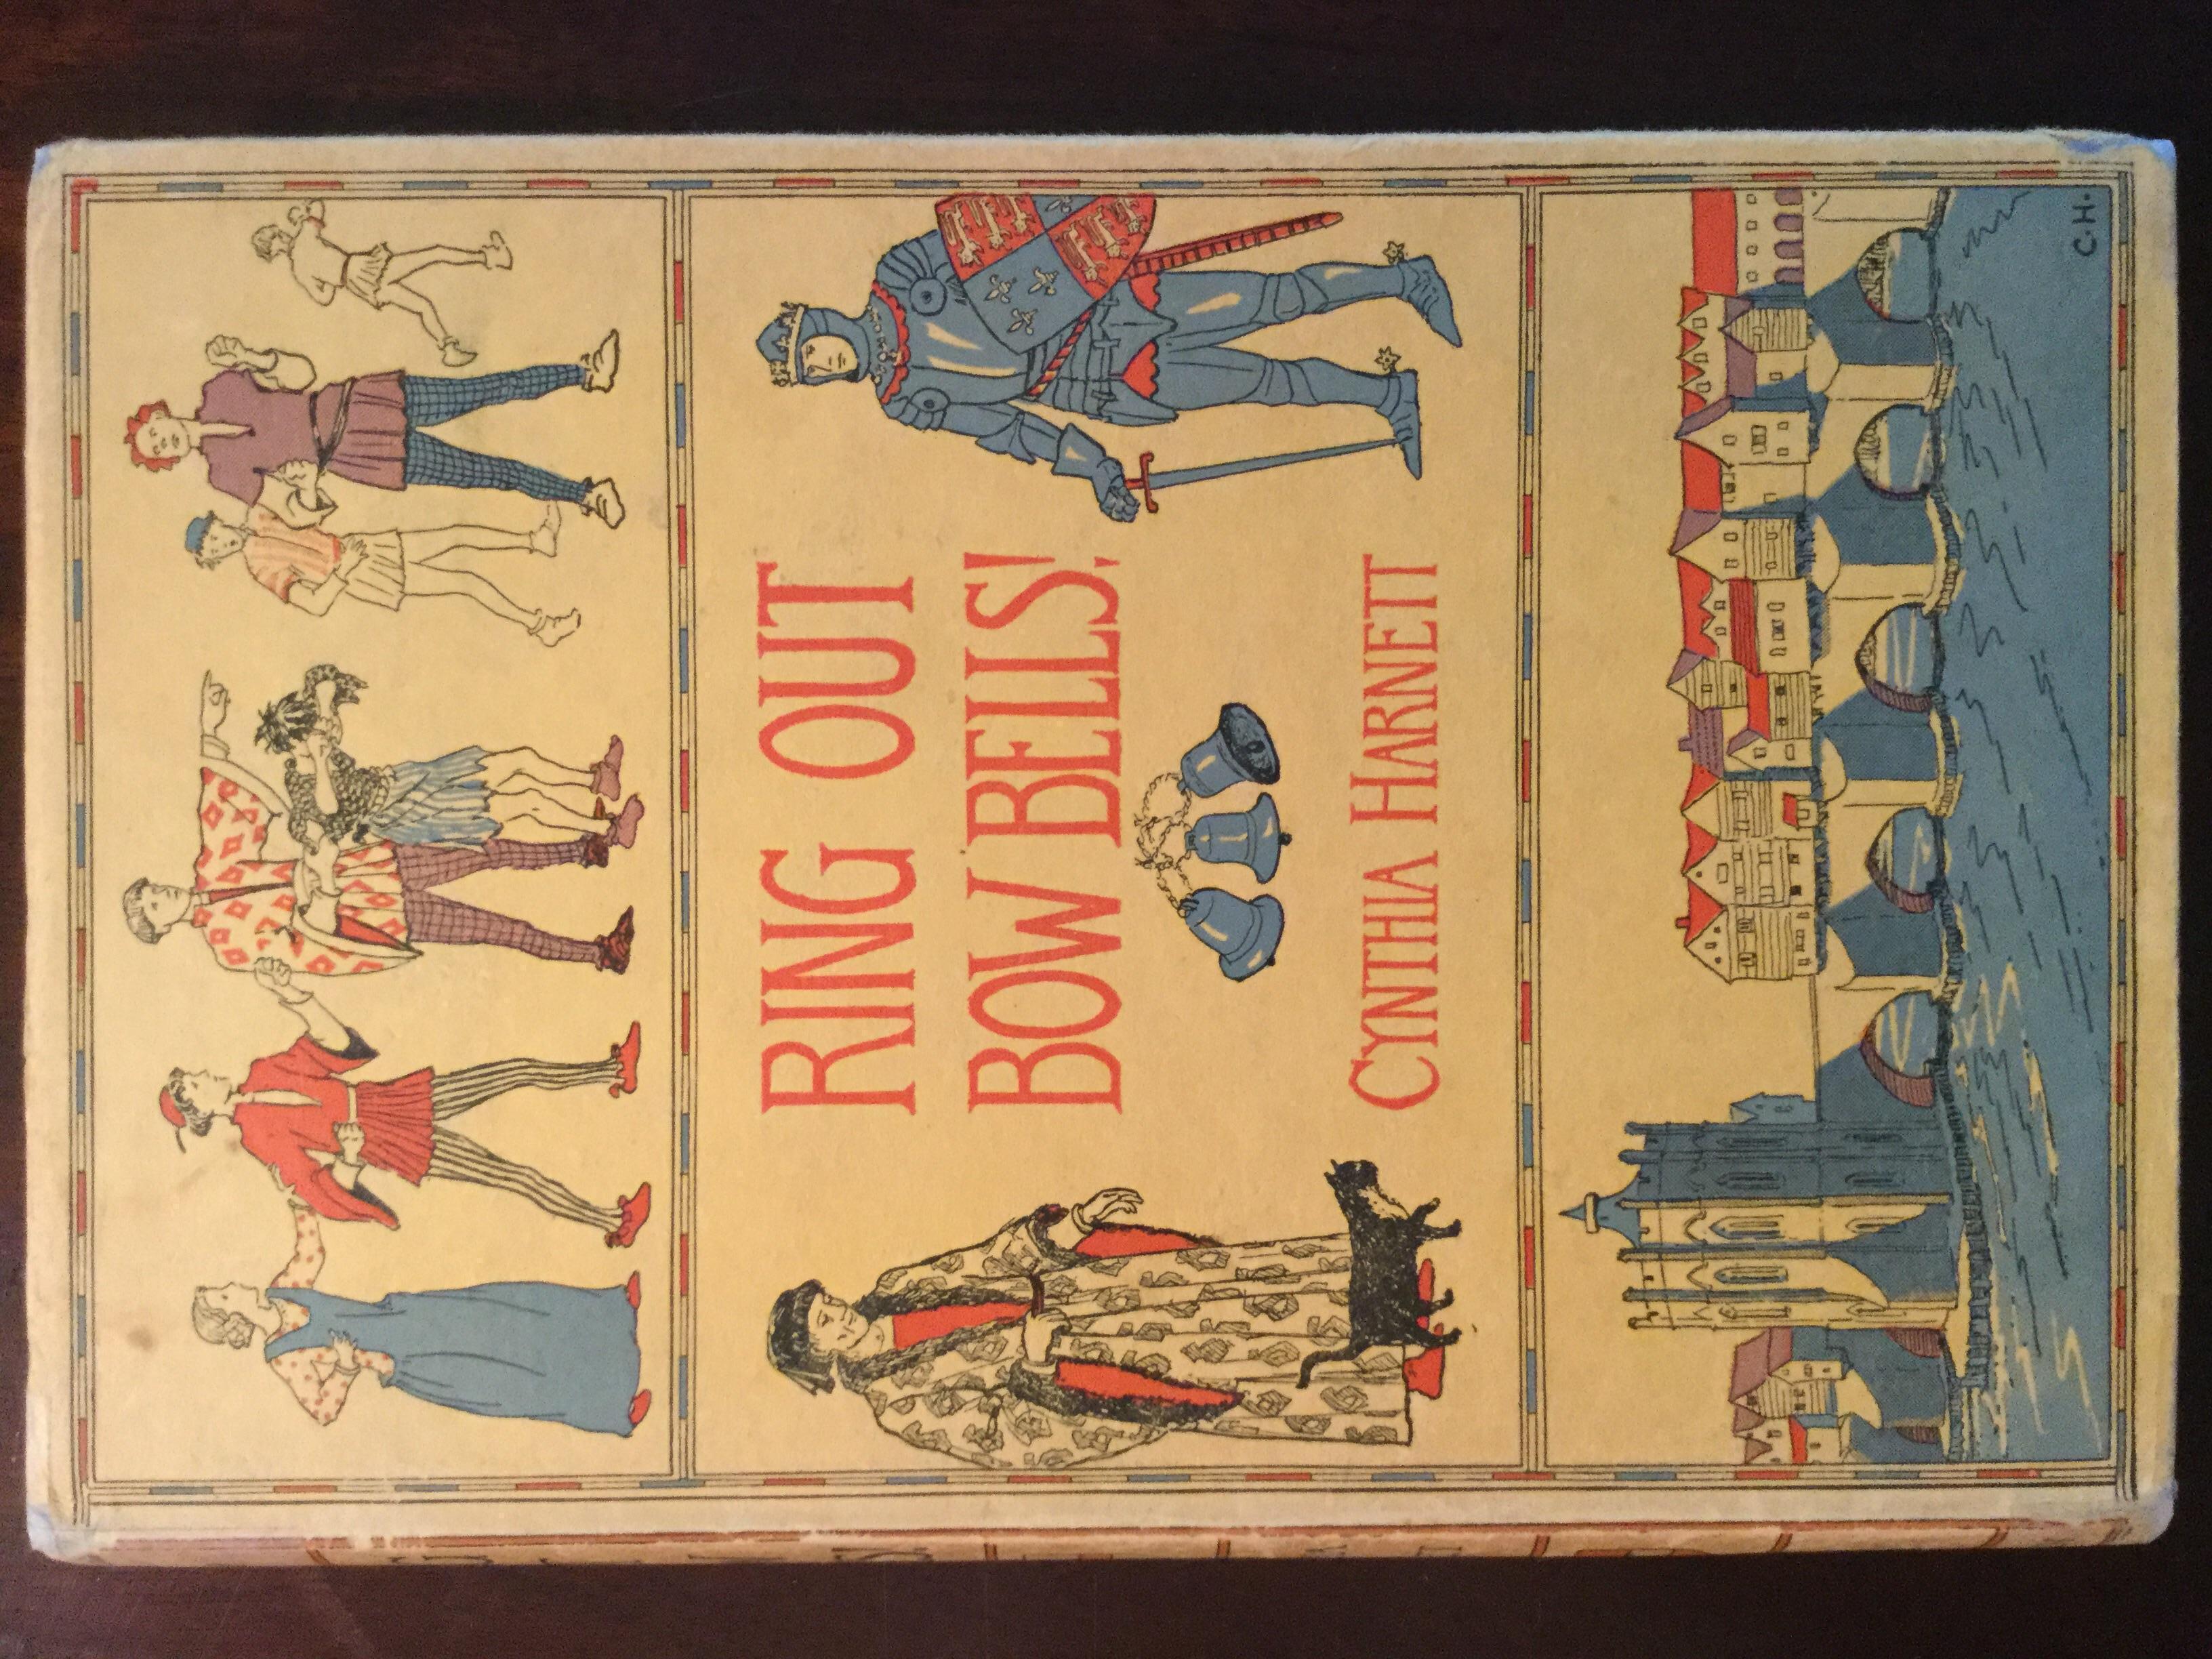 RING OUT
BOW BELLS!
CYNTHIA HARNETT
C.H.